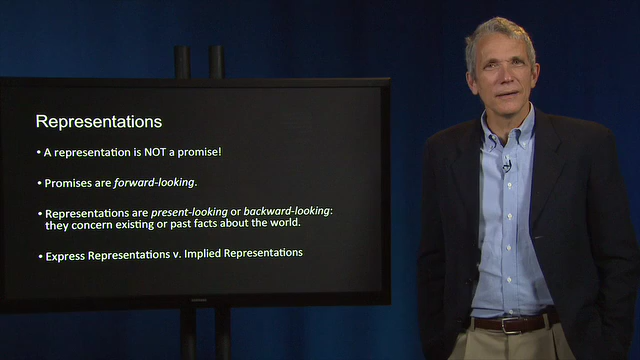 Representations
• A representation is NOT a promise!
• Promises are forward-looking.
• Representations are present-looking or backward-looking:
they concern existing or past facts about the world.
• Express Representations v. Implied Representations